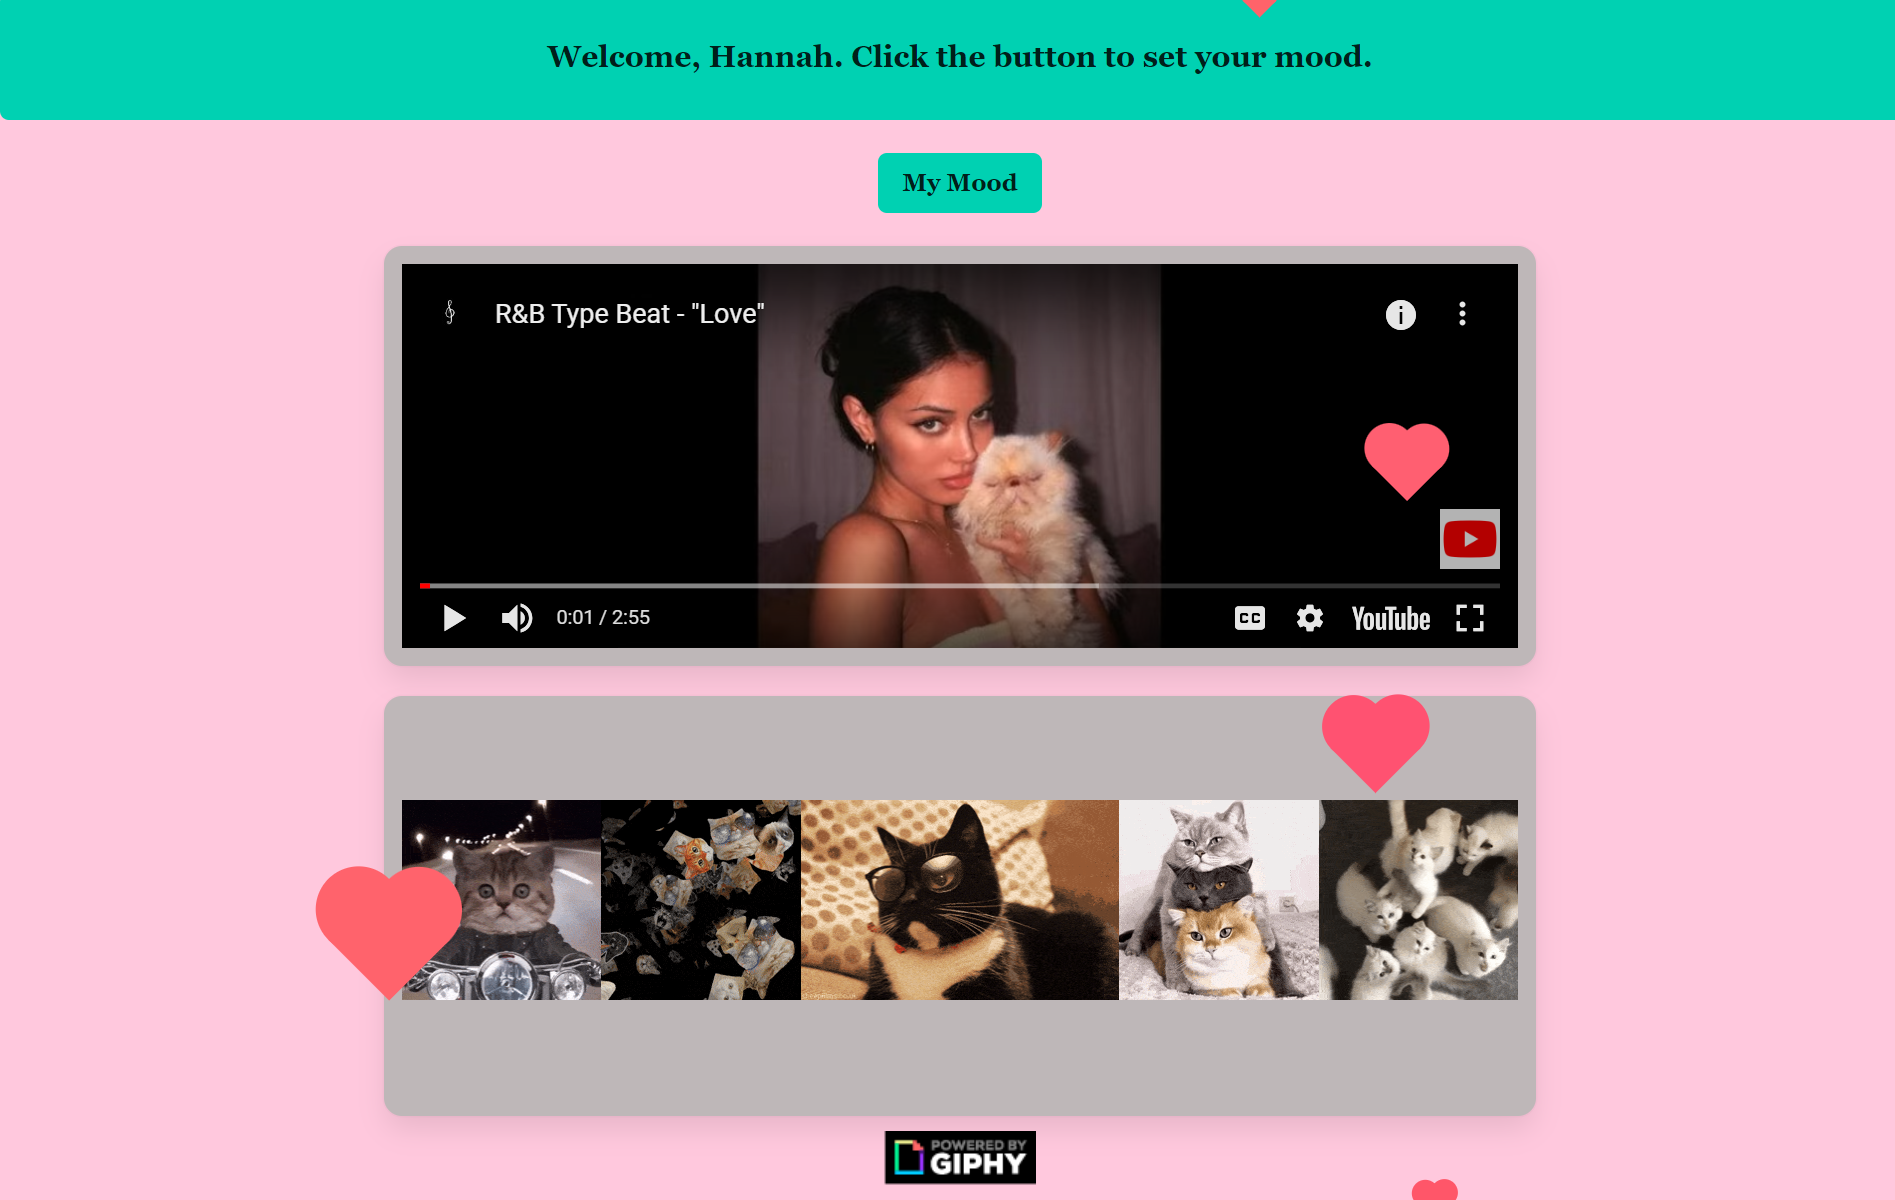 Welcome, Hannah. Click the button to set your mood.
My Mood
R&B Type Beat - "Love"
0:01 / 2:55
CC
YouTube
POWERED BY
GIPHY